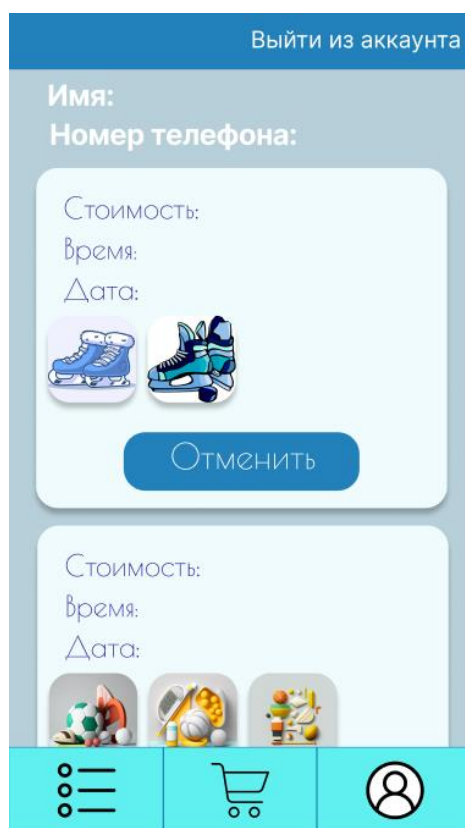 Выйти из аккаунта
Имя:
Номер телефона:
Стоимость:
Время:
Дата:
Отменить
Стоимость:
Время:
Дата: